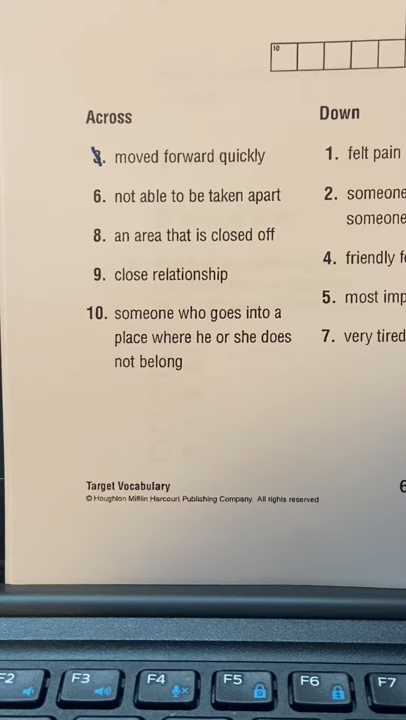 10
Across
3. moved forward quickly
6. not able to be taken apart
8. an area that is closed off
9. close relationship
10. someone who goes into a
place where he or she does
not belong
Down
1. felt pain
2. someone
someone
4. friendly
5. most
7. very tired
Target Vocabulary
© Houghton Mifflin Harcourt Publishing Company. All rights reserved
6
F2
F3
F4
F5
F6
F7